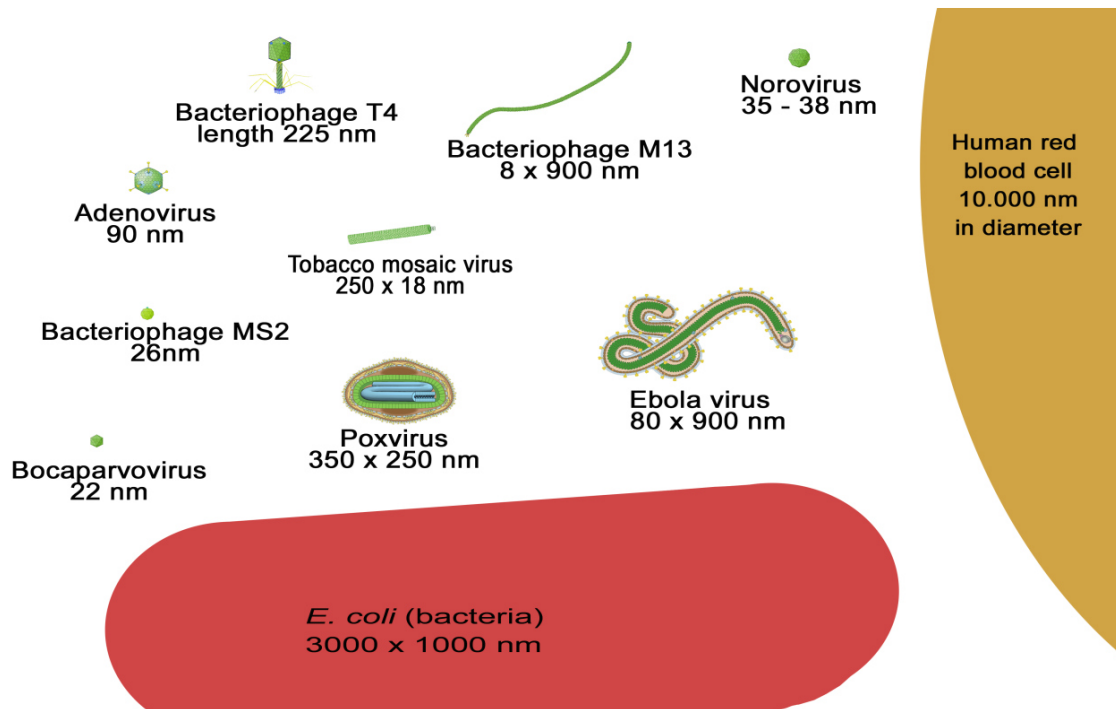 Bacteriophage T4
length 225 nm
Bacteriophage M13
8 x 900 nm
Norovirus
35 - 38 nm
Human red
blood cell
10.000 nm
in diameter
Adenovirus
90 nm
Tobacco mosaic virus
250 x 18 nm
Bacteriophage MS2
26nm
Poxvirus
350 x 250 nm
Ebola virus
80 x 900 nm
Bocaparvovirus
22 nm
E. coli (bacteria)
3000 x 1000 nm